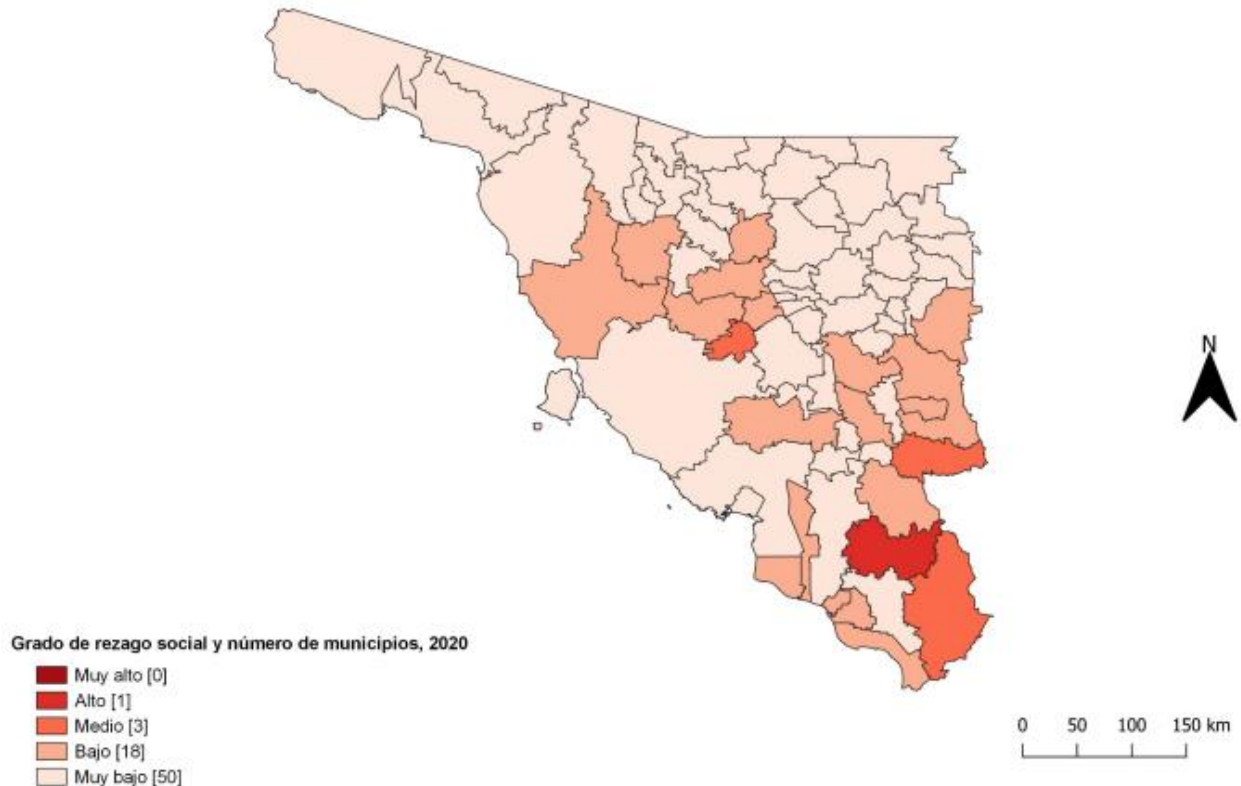 N
Grado de rezago social y número de municipios, 2020
Muy alto [0]
Alto [1]
Medio [3]
Bajo [18]
Muy bajo [50]
0 50 100 150 km